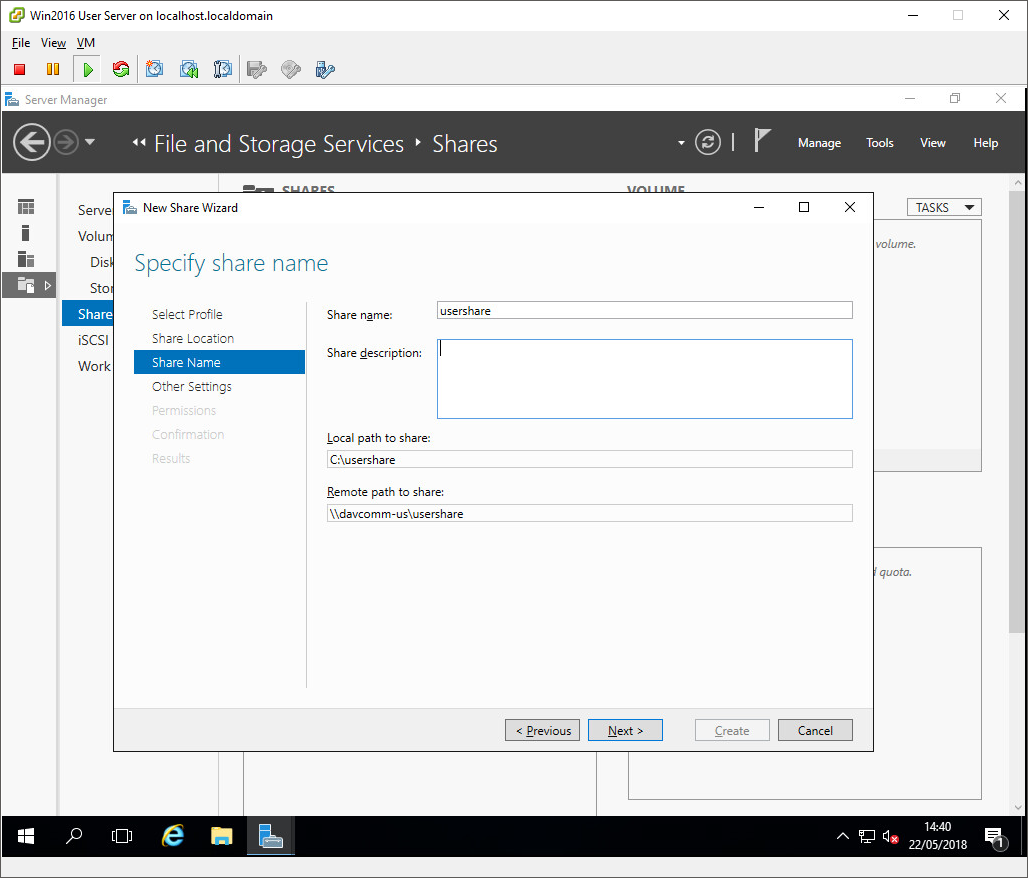 Win2016 User Server on localhost.localdomain
File View VM
Server Manager
File and Storage Services Shares
Manage Tools View Help
SHARES
VOLUME
TASKS
volume.
quota.
Serve
Volum
Disk
Stor
Share
iSCSI
Work
New Share Wizard
Specify share name
Select Profile
Share Location
Share Name
Other Settings
Permissions
Confirmation
Results
Share name:
usershare
Share description:
Local path to share:
C:\usershare
Remote path to share:
\\davcomm-us\usershare
< Previous
Next >
Create
Cancel
14:40
22/05/2018
1